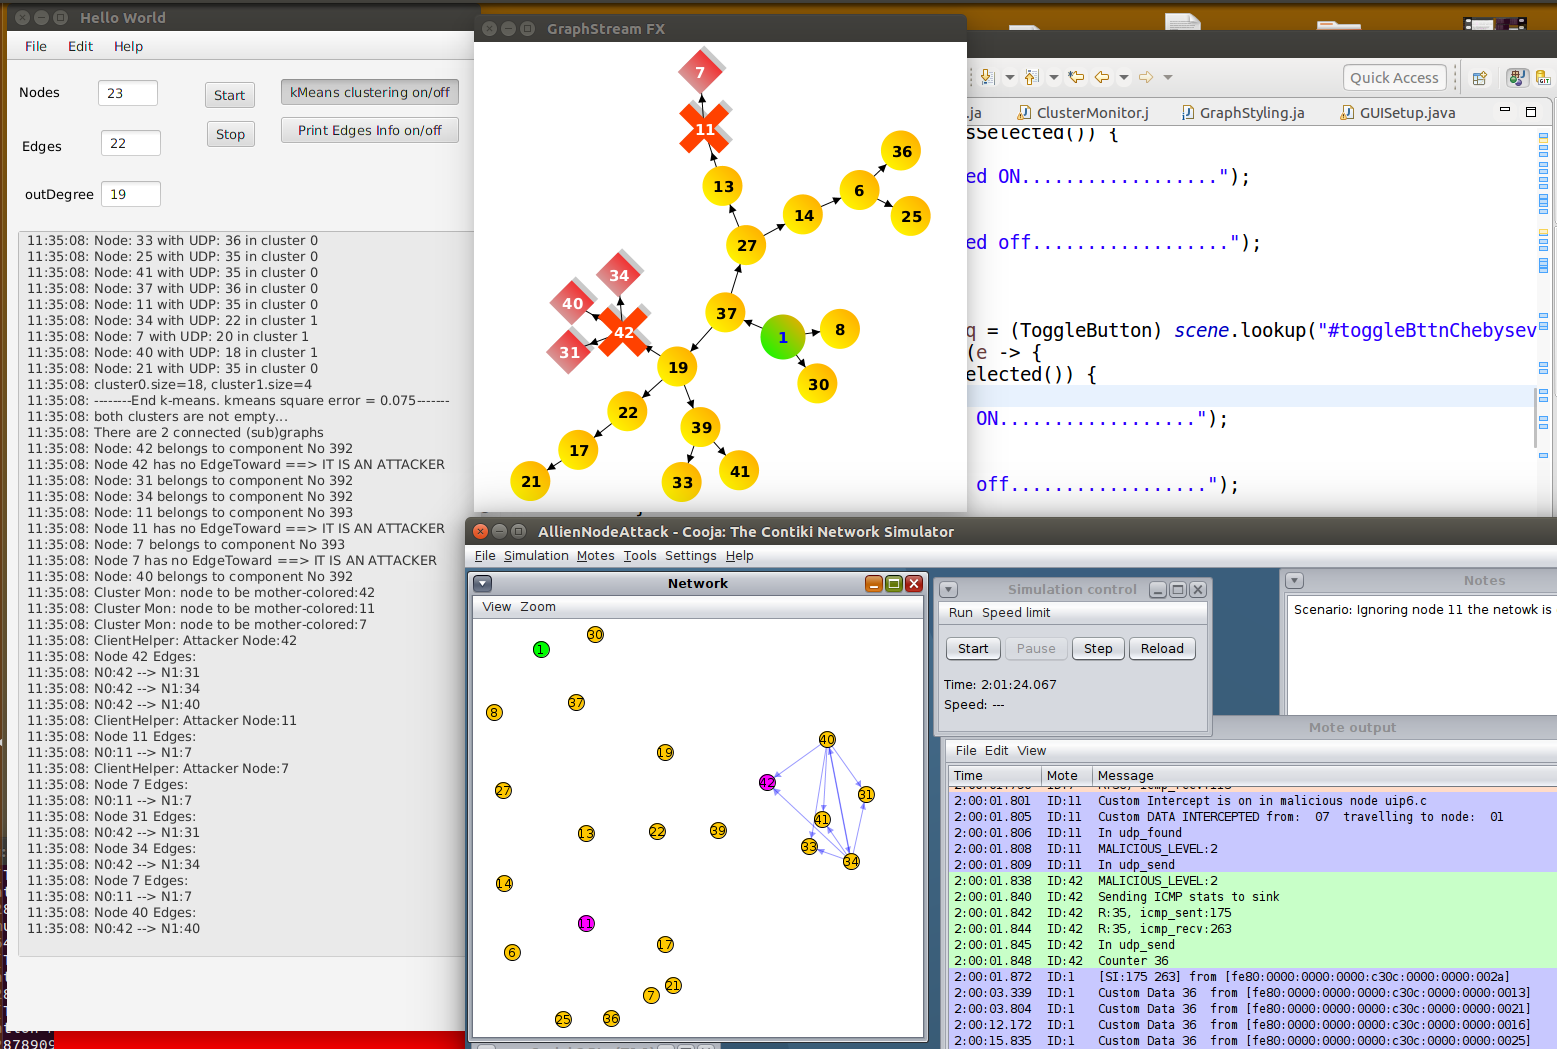 Hello World
File Edit Help
Nodes 23 Start kMeans clustering on/off
Stop Print Edges Info on/off
Edges 22
outDegree 19
11:35:08: Node: 33 with UDP: 36 in cluster 0
11:35:08: Node: 25 with UDP: 35 in cluster 0
11:35:08: Node: 41 with UDP: 35 in cluster 0
11:35:08: Node: 37 with UDP: 36 in cluster 0
11:35:08: Node: 11 with UDP: 35 in cluster 0
11:35:08: Node: 34 with UDP: 22 in cluster 1
11:35:08: Node: 7 with UDP: 20 in cluster 1
11:35:08: Node: 40 with UDP: 18 in cluster 1
11:35:08: Node: 21 with UDP: 35 in cluster 0
11:35:08: cluster0.size=18, cluster1.size=4
11:35:08: --------End k-means. kmeans square error = 0.075-------
11:35:08: both clusters are not empty...
11:35:08: There are 2 connected (sub)graphs
11:35:08: Node: 42 belongs to component No 392
11:35:08: Node 42 has no EdgeToward ==> IT IS AN ATTACKER
11:35:08: Node: 31 belongs to component No 392
11:35:08: Node: 34 belongs to component No 392
11:35:08: Node: 11 belongs to component No 393
11:35:08: Node 11 has no EdgeToward ==> IT IS AN ATTACKER
11:35:08: Node: 7 belongs to component No 393
11:35:08: Node 7 has no EdgeToward ==> IT IS AN ATTACKER
11:35:08: Node: 40 belongs to component No 392
11:35:08: Cluster Mon: node to be mother-colored:42
11:35:08: Cluster Mon: node to be mother-colored:11
11:35:08: Cluster Mon: node to be mother-colored:7
11:35:08: ClientHelper: Attacker Node:42
11:35:08: Node 42 Edges:
11:35:08: N0:42 --> N1:31
11:35:08: N0:42 --> N1:34
11:35:08: N0:42 --> N1:40
11:35:08: ClientHelper: Attacker Node:11
11:35:08: Node 11 Edges:
11:35:08: N0:11 --> N1:7
11:35:08: ClientHelper: Attacker Node:7
11:35:08: Node 7 Edges:
11:35:08: N0:11 --> N1:7
11:35:08: Node 31 Edges:
11:35:08: N0:42 --> N1:31
11:35:08: Node 34 Edges:
11:35:08: N0:42 --> N1:34
11:35:08: Node 7 Edges:
11:35:08: N0:11 --> N1:7
11:35:08: Node 40 Edges:
11:35:08: N0:42 --> N1:40
2878909
GraphStream FX
7
11
36
13
6
14
25
27
34
40
37
42
1
8
31
19
30
22
39
17
41
21
33
Quick Access
.ja ClusterMonitor.j GraphStyling.ja GUISetup.java
sSelected()) {
ed ON..................");
ed off..................");
q = (ToggleButton) scene.lookup("#toggleBttnChebysev
(e -> {
elected()) {
ON..................");
off..................");
AllienNodeAttack - Cooja: The Contiki Network Simulator
File Simulation Motes Tools Settings Help
Network
View Zoom
30
1
37
8
40
19
42
27
31
41
13
22
39
33
34
14
11
17
6
21
7
25
36
Simulation control
Run Speed limit
Start Pause Step Reload
Time: 2:01:24.067
Speed: ---
Notes
Scenario: Ignoring node 11 the netowk is
Mote output
File Edit View
Time Mote Message
2:00:01.801 ID:11 Custom Intercept is on in malicious node uip6.c
2:00:01.805 ID:11 Custom DATA INTERCEPTED from: 07 travelling to node: 01
2:00:01.806 ID:11 In udp_found
2:00:01.808 ID:11 MALICIOUS_LEVEL:2
2:00:01.809 ID:11 In udp_send
2:00:01.838 ID:42 MALICIOUS_LEVEL:2
2:00:01.840 ID:42 Sending ICMP stats to sink
2:00:01.842 ID:42 R:35, icmp_sent:175
2:00:01.844 ID:42 R:35, icmp_recv:263
2:00:01.845 ID:42 In udp_send
2:00:01.848 ID:42 Counter 36
2:00:01.872 ID:1 [SI:175 263] from [fe80:0000:0000:0000:c30c:0000:0000:002a]
2:00:03.339 ID:1 Custom Data 36 from [fe80:0000:0000:0000:c30c:0000:0000:0013]
2:00:03.804 ID:1 Custom Data 36 from [fe80:0000:0000:0000:c30c:0000:0000:0021]
2:00:12.172 ID:1 Custom Data 36 from [fe80:0000:0000:0000:c30c:0000:0000:0016]
2:00:15.835 ID:1 Custom Data 36 from [fe80:0000:0000:0000:c30c:0000:0000:0025]